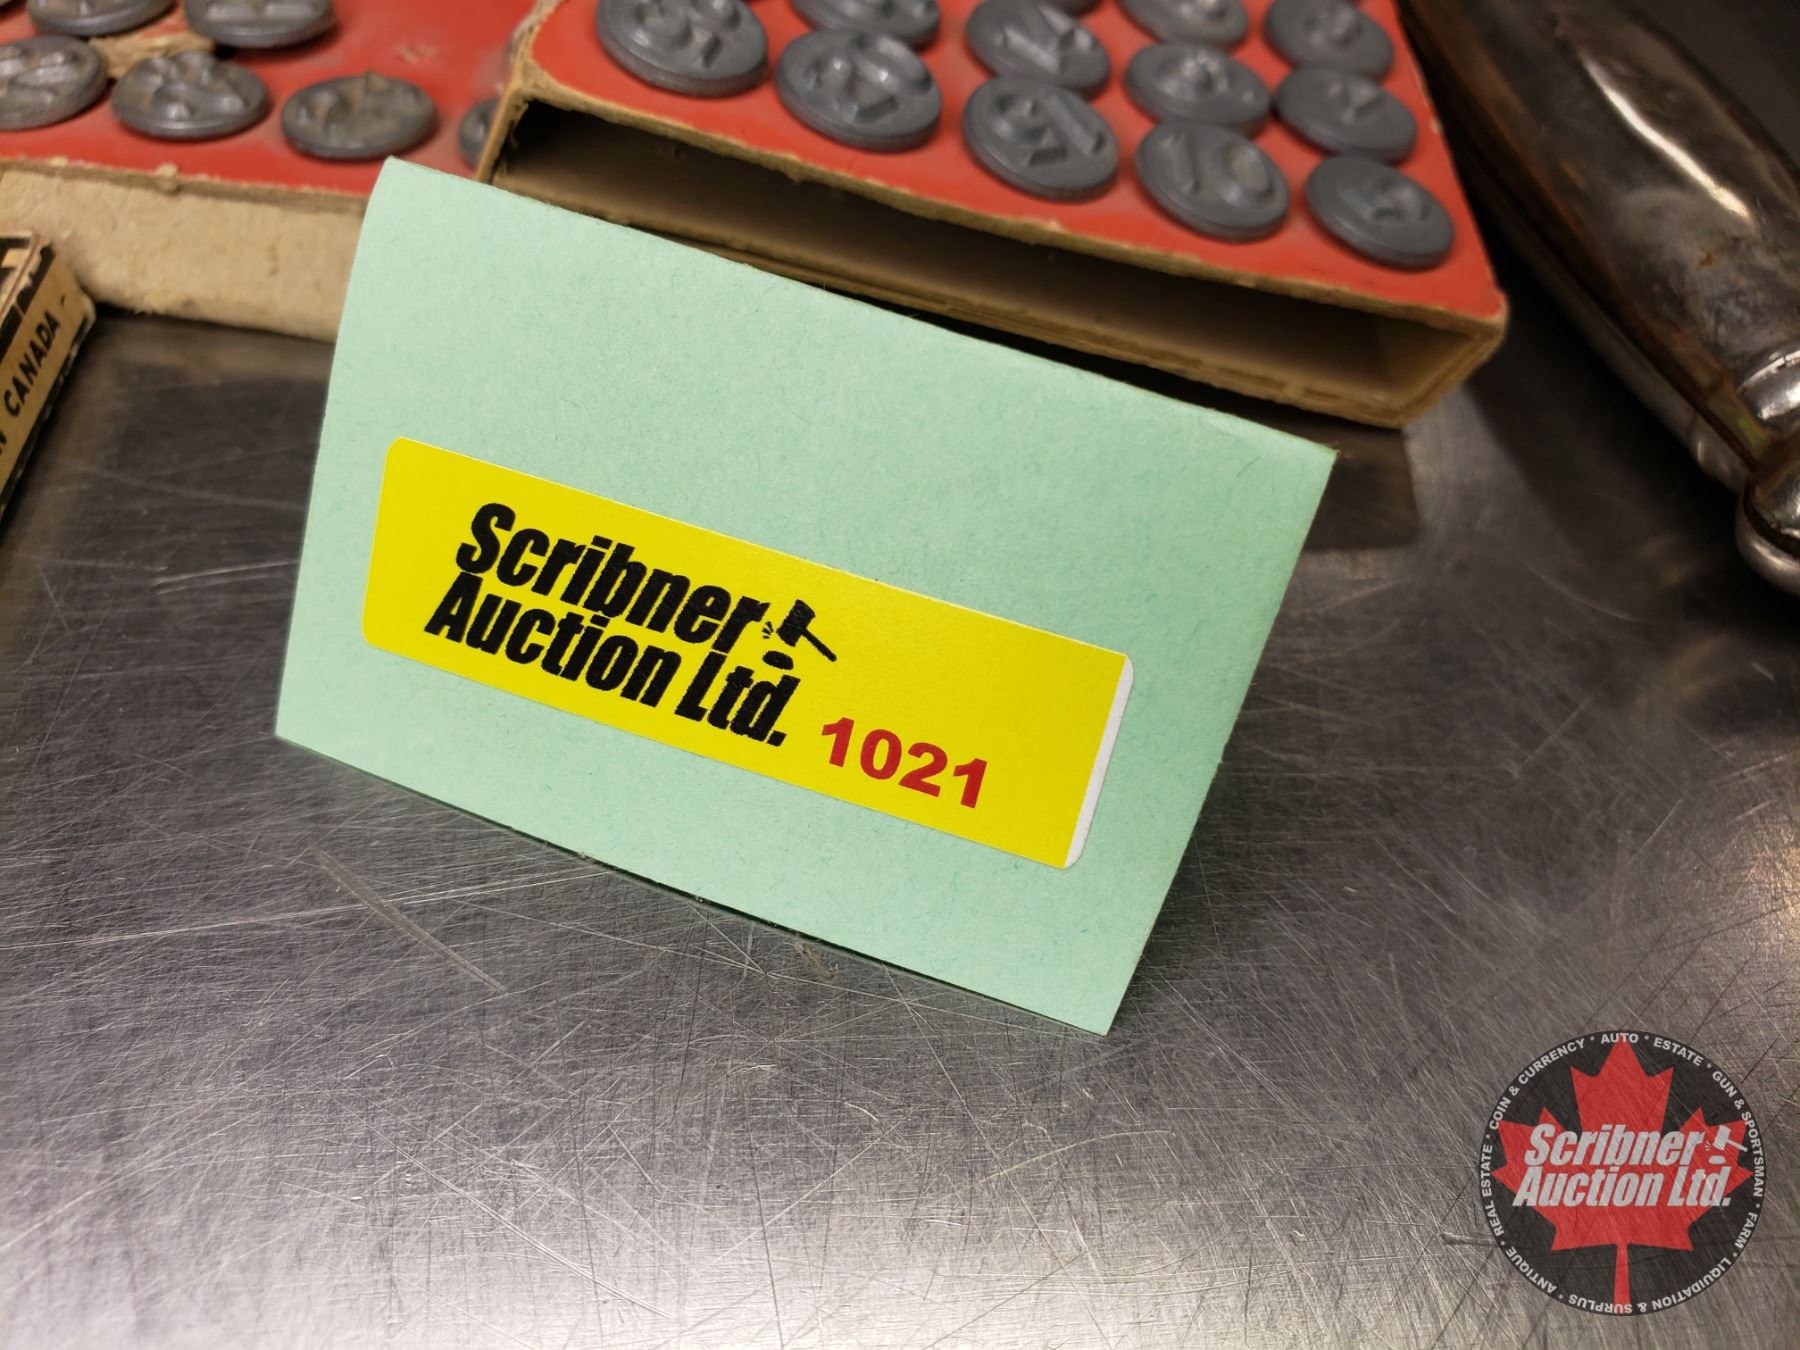 CANADA
10
Scribner
Auction Ltd.
1021
REAL ESTATE * COIN & CURRENCY * AUTO * ESTATE * GUN & SPORTSMAN * FARM * LIQUIDATION & SURPLUS * ANTIQUE *
Scribner
Auction Ltd.